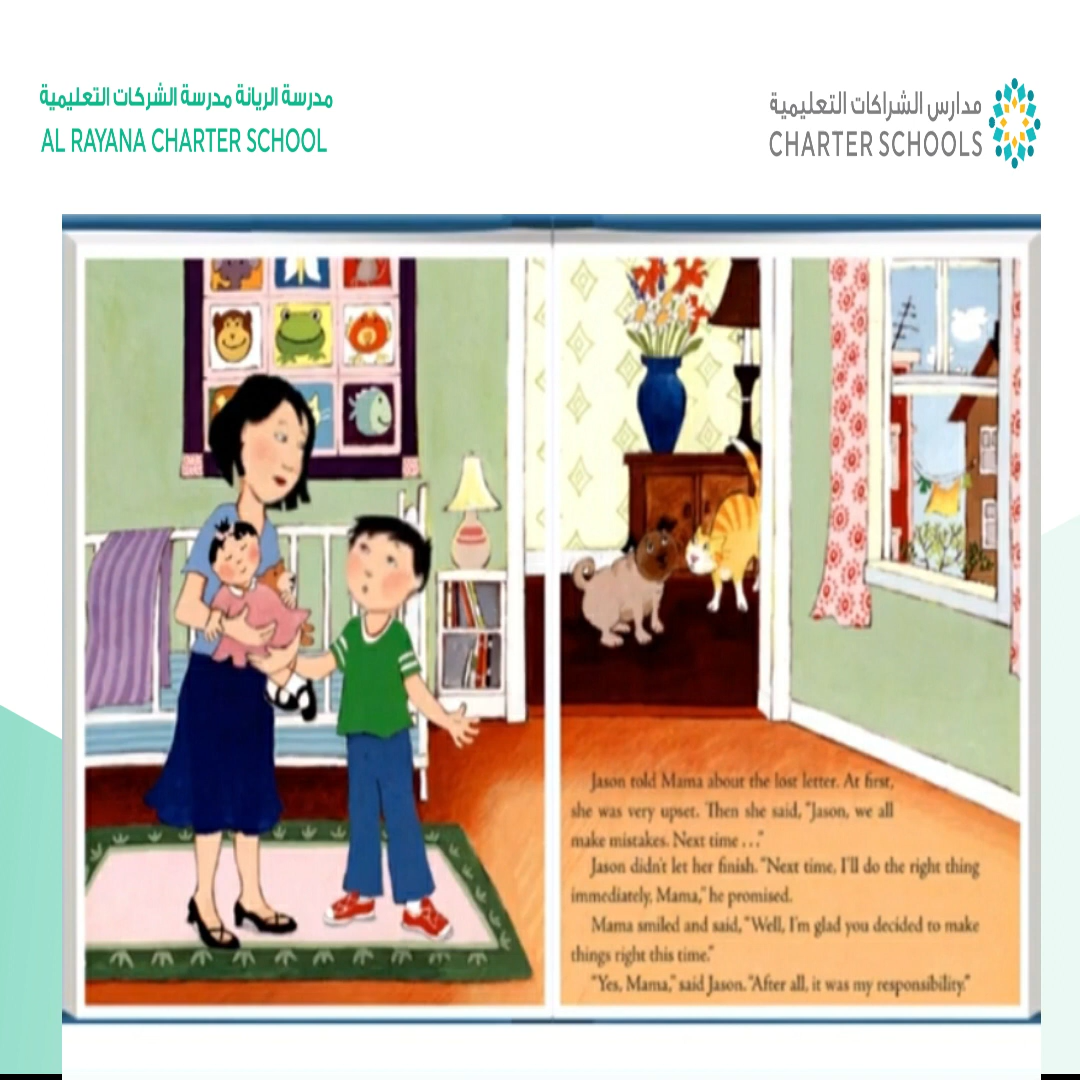 مدرسة الريانة مدرسة الشركات التعليمية
AL RAYANA CHARTER SCHOOL
مدارس الشراكات التعليمية
CHARTER SCHOOLS
Jason told Mama about the lost letter. At first,
she was very upset. Then she said, "Jason, we all
make mistakes. Next time . . ."
Jason didn't let her finish. "Next time, I'll do the right thing
immediately, Mama," he promised.
Mama smiled and said, "Well, I'm glad you decided to make
things right this time."
"Yes, Mama," said Jason. "After all, it was my responsibility."